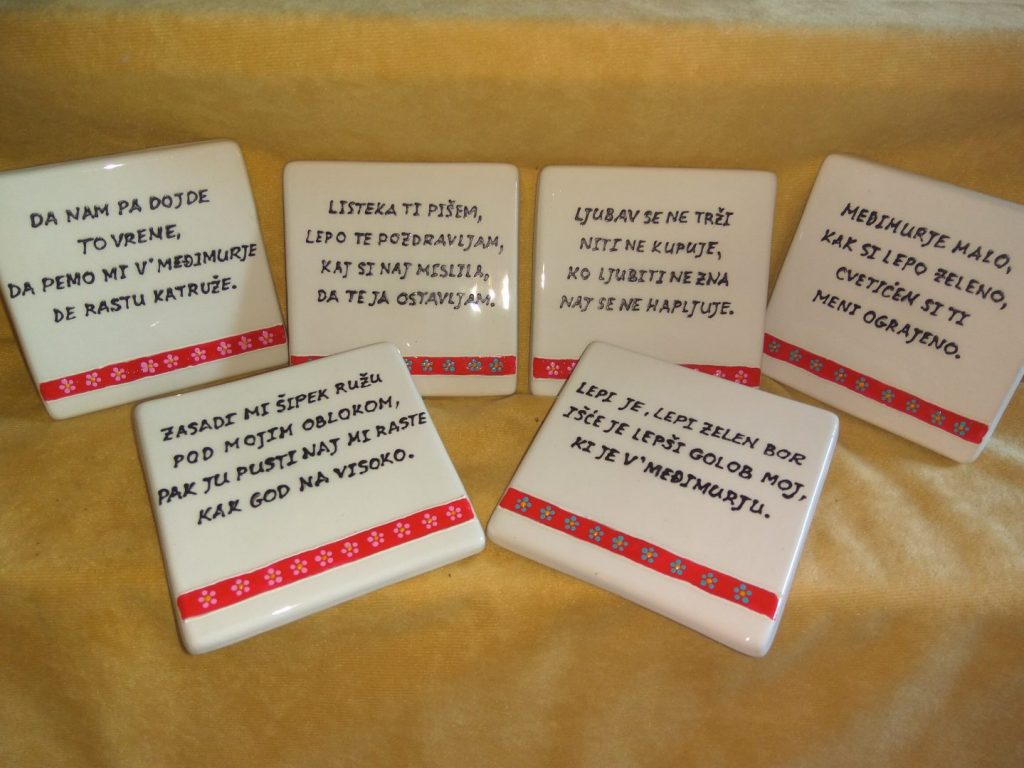 DA NAM PA DOJDE
TO VREME,
DA PEMO MI V' MEĐIMURJE
DE RASTU KATRUŽE.
LISTEKA TI PIŠEM,
LEPO TE POZDRAVLJAM,
KAJ SI NAJ MISLILA,
DA TE JA OSTAVLJAM.
LJUBAV SE NE TRŽI
NITI NE KUPUJE,
KO LJUBITI NE ZNA
NAJ SE NE HAPLJUJE.
MEĐIMURJE MALO,
KAK SI LEPO ZELENO,
CVETIĆEM SI TI
MENI OGRAJENO.
ZASADI MI ŠIPEK RUŽU
POD MOJIM OBLOKOM,
PAK JU PUSTI NAJ MI RASTE
KAK GOD NA VISOKO.
LEPI JE, LEPI ZELEN BOR
IŠĆE JE LEPŠI GOLOB MOJ,
KI JE V' MEĐIMURJU.